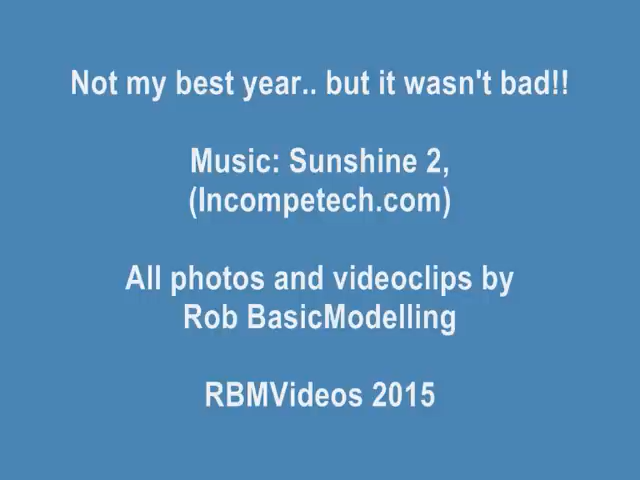 Not my best year.. but it wasn't bad!!
Music: Sunshine 2,
(Incompetech.com)
All photos and videoclips by
Rob BasicModelling
RBMVideos 2015